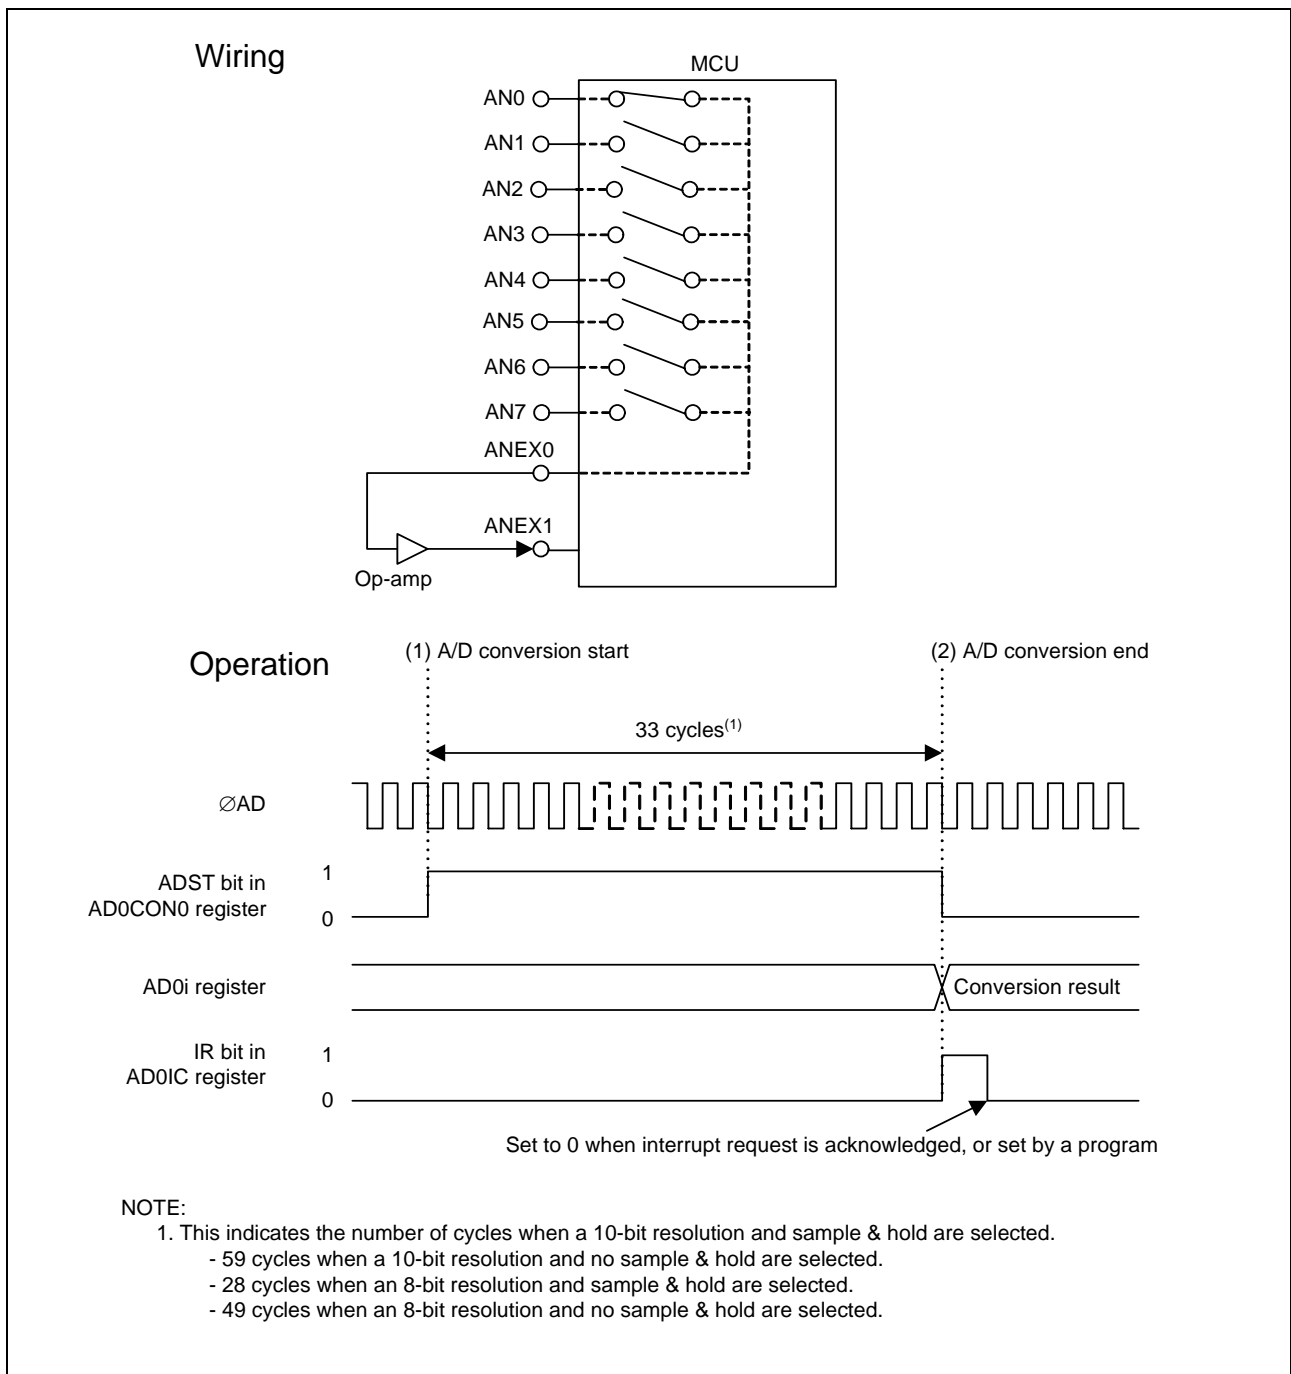 Wiring
MCU
AN0
AN1
AN2
AN3
AN4
AN5
AN6
AN7
ANEX0
ANEX1
Op-amp
Operation
(1) A/D conversion start
(2) A/D conversion end
33 cycles(1)
∅AD
ADST bit in
AD0CON0 register
1
0
AD0i register
Conversion result
IR bit in
AD0IC register
1
0
Set to 0 when interrupt request is acknowledged, or set by a program
NOTE:
1. This indicates the number of cycles when a 10-bit resolution and sample & hold are selected.
- 59 cycles when a 10-bit resolution and no sample & hold are selected.
- 28 cycles when an 8-bit resolution and sample & hold are selected.
- 49 cycles when an 8-bit resolution and no sample & hold are selected.